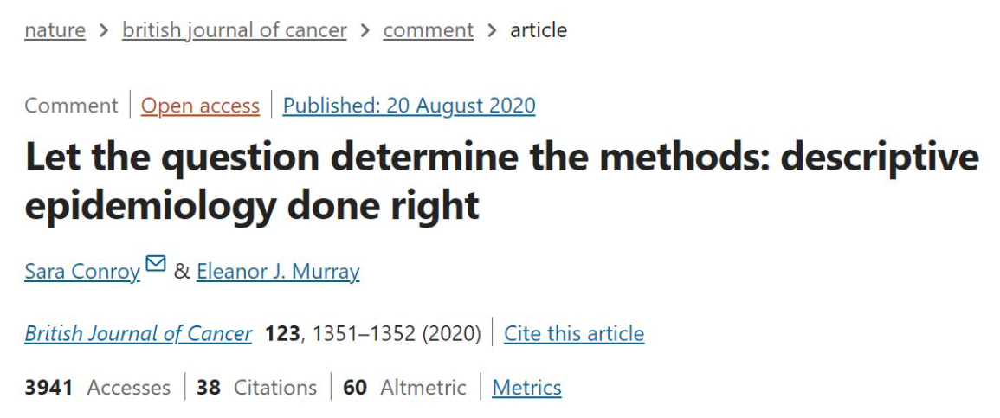 nature > british journal of cancer > comment > article
Comment | Open access | Published: 20 August 2020
Let the question determine the methods: descriptive
epidemiology done right
Sara Conroy & Eleanor J. Murray
British Journal of Cancer 123, 1351–1352 (2020) | Cite this article
3941 Accesses | 38 Citations | 60 Altmetric | Metrics